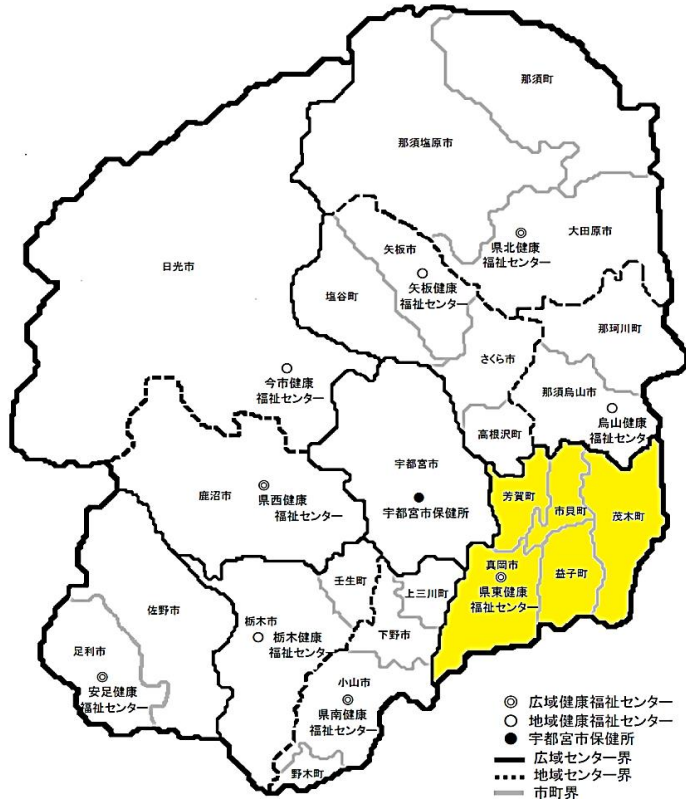 那須町
那須塩原市
大田原市
県北健康
福祉センター
矢板市
矢板健康
福祉センター
日光市
塩谷町
那珂川町
さくら市
今市健康
福祉センター
那須烏山市
烏山健康
福祉センター
高根沢町
宇都宮市
宇都宮市保健所
鹿沼市
県西健康
福祉センター
芳賀町
市貝町
茂木町
真岡市
県東健康
福祉センター
益子町
壬生町
上三川町
佐野市
栃木市
栃木健康
福祉センター
下野市
足利市
安足健康
福祉センター
小山市
県南健康
福祉センター
野木町
広域健康福祉センター
地域健康福祉センター
宇都宮市保健所
広域センター界
地域センター界
市町界